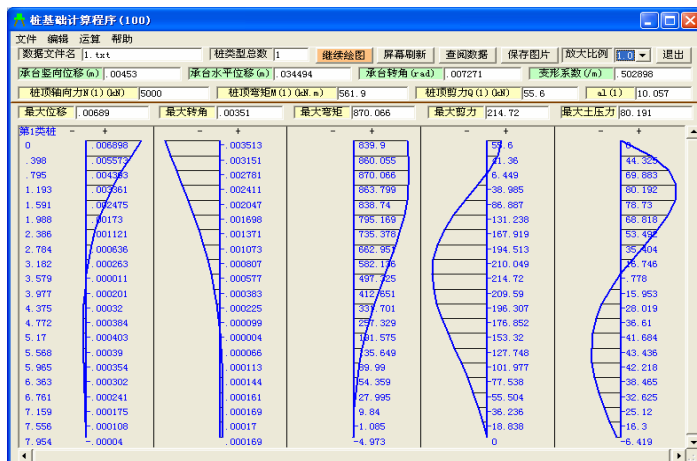 桩基础计算程序(100)
文件 编辑 运算 帮助
数据文件名 1.txt 桩类型总数 1 继续绘图 屏幕刷新 查阅数据 保存图片 放大比例 1.0 退出
承台竖向位移(m) .00453 承台水平位移(m) .034494 承台转角(rad) .007271 变形系数(/m) .502898
桩顶轴向力N(1)(kN) 5000 桩顶弯矩M(1)(kN.m) 561.9 桩顶剪力Q(1)(kN) 55.6 al(1) 10.057
最大位移 .00689 最大转角 .00351 最大弯矩 870.066 最大剪力 214.72 最大土压力 80.191
第1类桩 - + - + - + - + - +
0 .006898 -.003513 839.9 55.6 0
.398 .005573 -.003151 860.055 41.36 44.325
.795 .004393 -.002781 870.066 6.449 69.883
1.193 .003361 -.002411 863.799 -38.985 80.192
1.591 .002475 -.002047 838.74 -86.887 78.73
1.988 .00173 -.001698 795.169 -131.238 68.818
2.386 .001121 -.001371 735.378 -167.919 53.492
2.784 .000636 -.001073 662.951 -194.513 35.404
3.182 .000263 -.000807 582.136 -210.049 16.746
3.579 -.000011 -.000577 497.325 -214.72 -.778
3.977 -.000201 -.000383 412.651 -209.59 -15.953
4.375 -.00032 -.000225 -196.307 -28.019
4.772 -.000384 -.000099 257.329 -176.852 -36.61
5.17 -.000403 -.000004 -153.32 -41.684
5.568 -.00039 .000066 135.649 -127.748 -43.436
5.965 -.000354 .000113 89.99 -101.977 -42.218
6.363 -.000302 .000144 54.359 -77.538 -38.465
6.761 -.000241 .000161 27.995 -55.504 -32.625
7.159 -.000175 .000169 9.84 -36.236 -25.12
7.556 -.000108 .00017 -1.085 -18.838 -16.3
7.954 -.00004 .000169 -4.973 0 -6.419